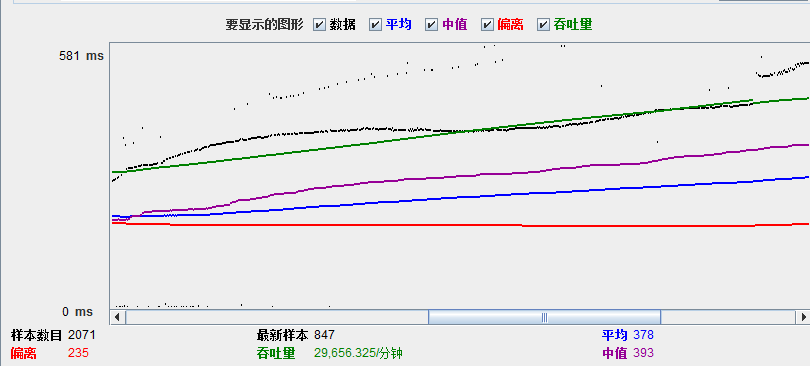 要显示的图形 数据 平均 中值 偏离 吞吐量
581 ms
0 ms
样本数目 2071 最新样本 847 平均 378
偏离 235 吞吐量 29,656.325/分钟 中值 393